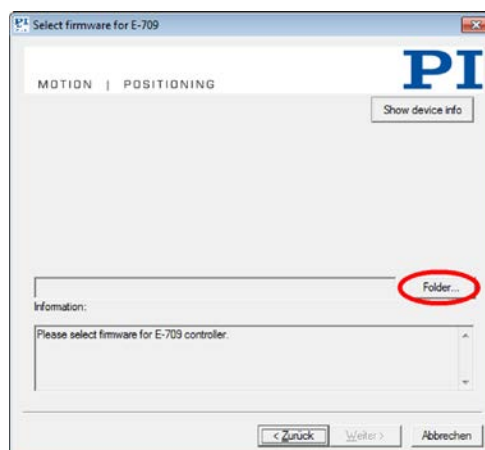 PI Select firmware for E-709
PI
MOTION | POSITIONING
Show device info
Folder...
Information:
Please select firmware for E-709 controller.
< Zurück Weiter > Abbrechen